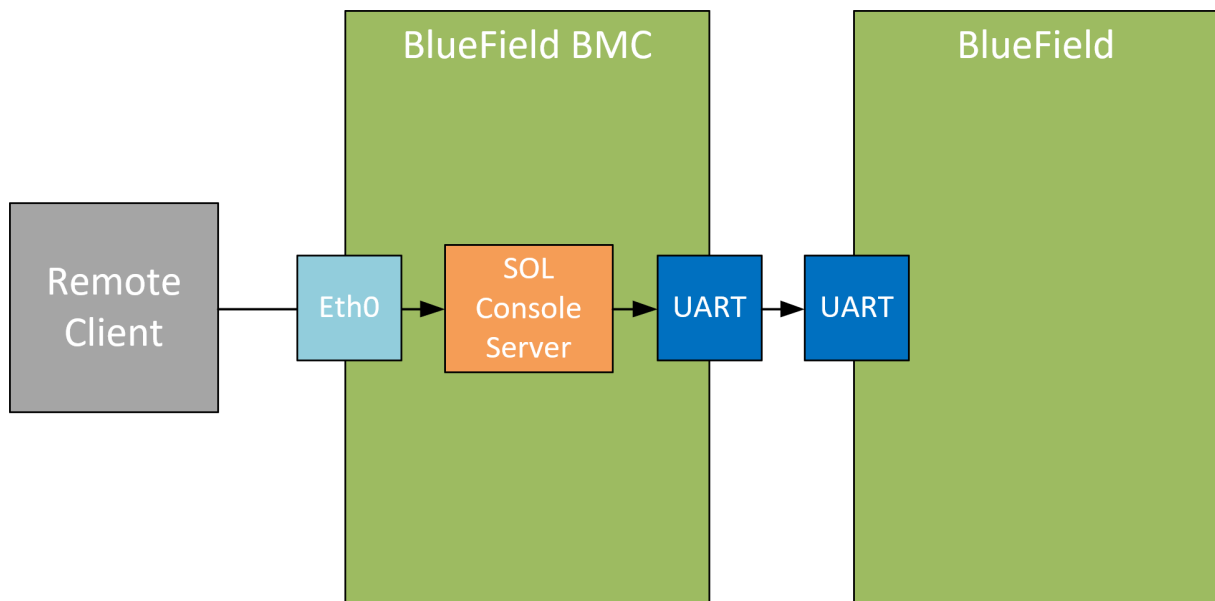 BlueField BMC
BlueField
Remote
Client
Eth0
SOL
Console
Server
UART
UART